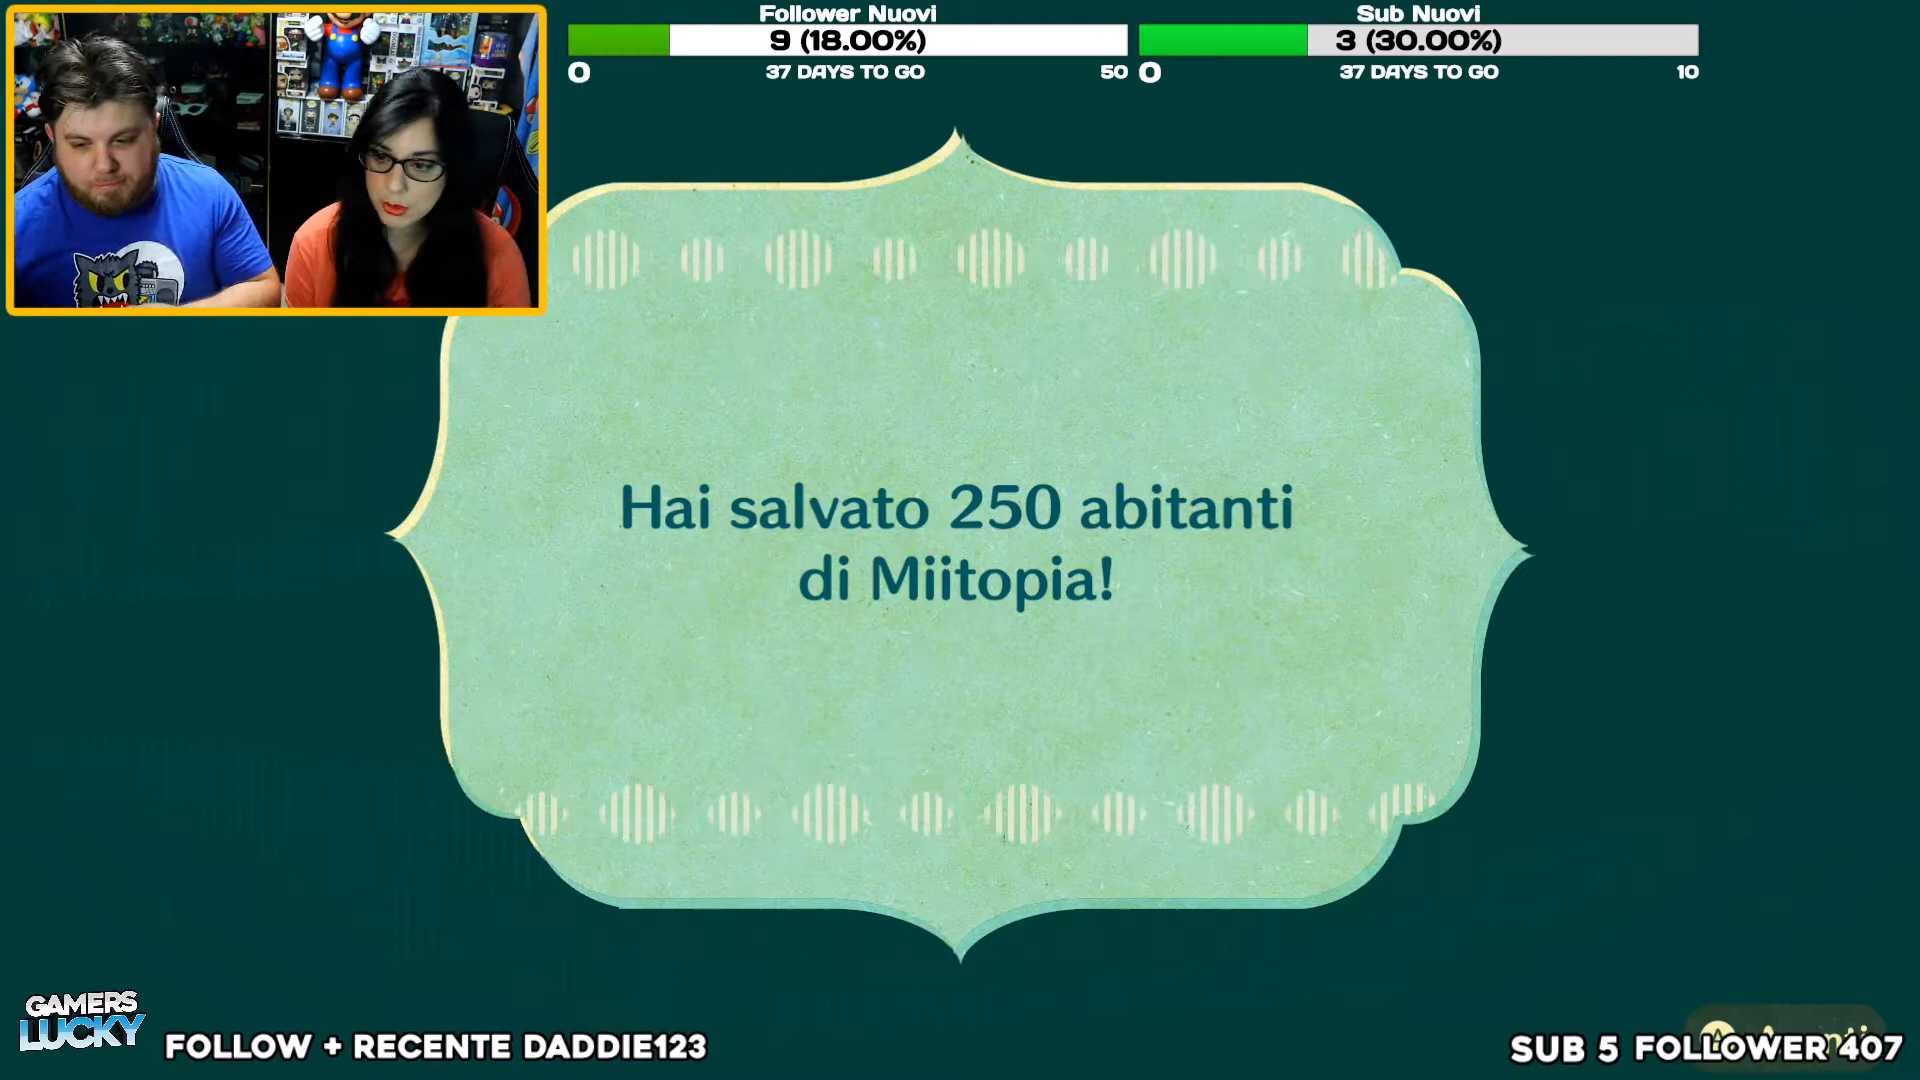 Follower Nuovi
9 (18.00%)
0 37 DAYS TO GO 50
Sub Nuovi
3 (30.00%)
0 37 DAYS TO GO 10
Hai salvato 250 abitanti
di Miitopia!
GAMERS
LUCKY
FOLLOW + RECENTE DADDIE123
SUB 5 FOLLOWER 407